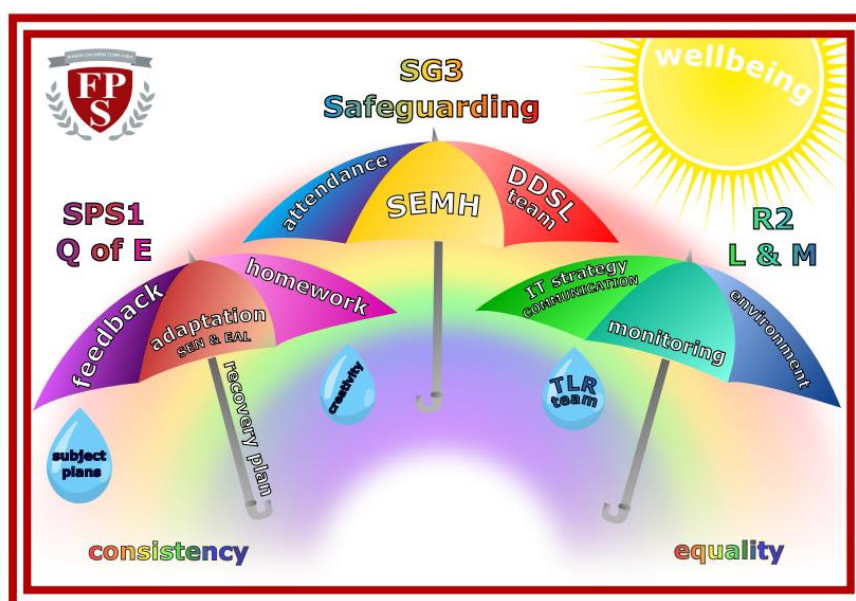 FPS
SG3
Safeguarding
wellbeing
attendance
SEMH
DDSL
team
SPS1
Q of E
R2
L & M
feedback
adaptation
SEN & EAL
homework
recovery plan
IT strategy
COMMUNICATION
monitoring
environment
creativity
TLR
team
subject
plans
consistency
equality